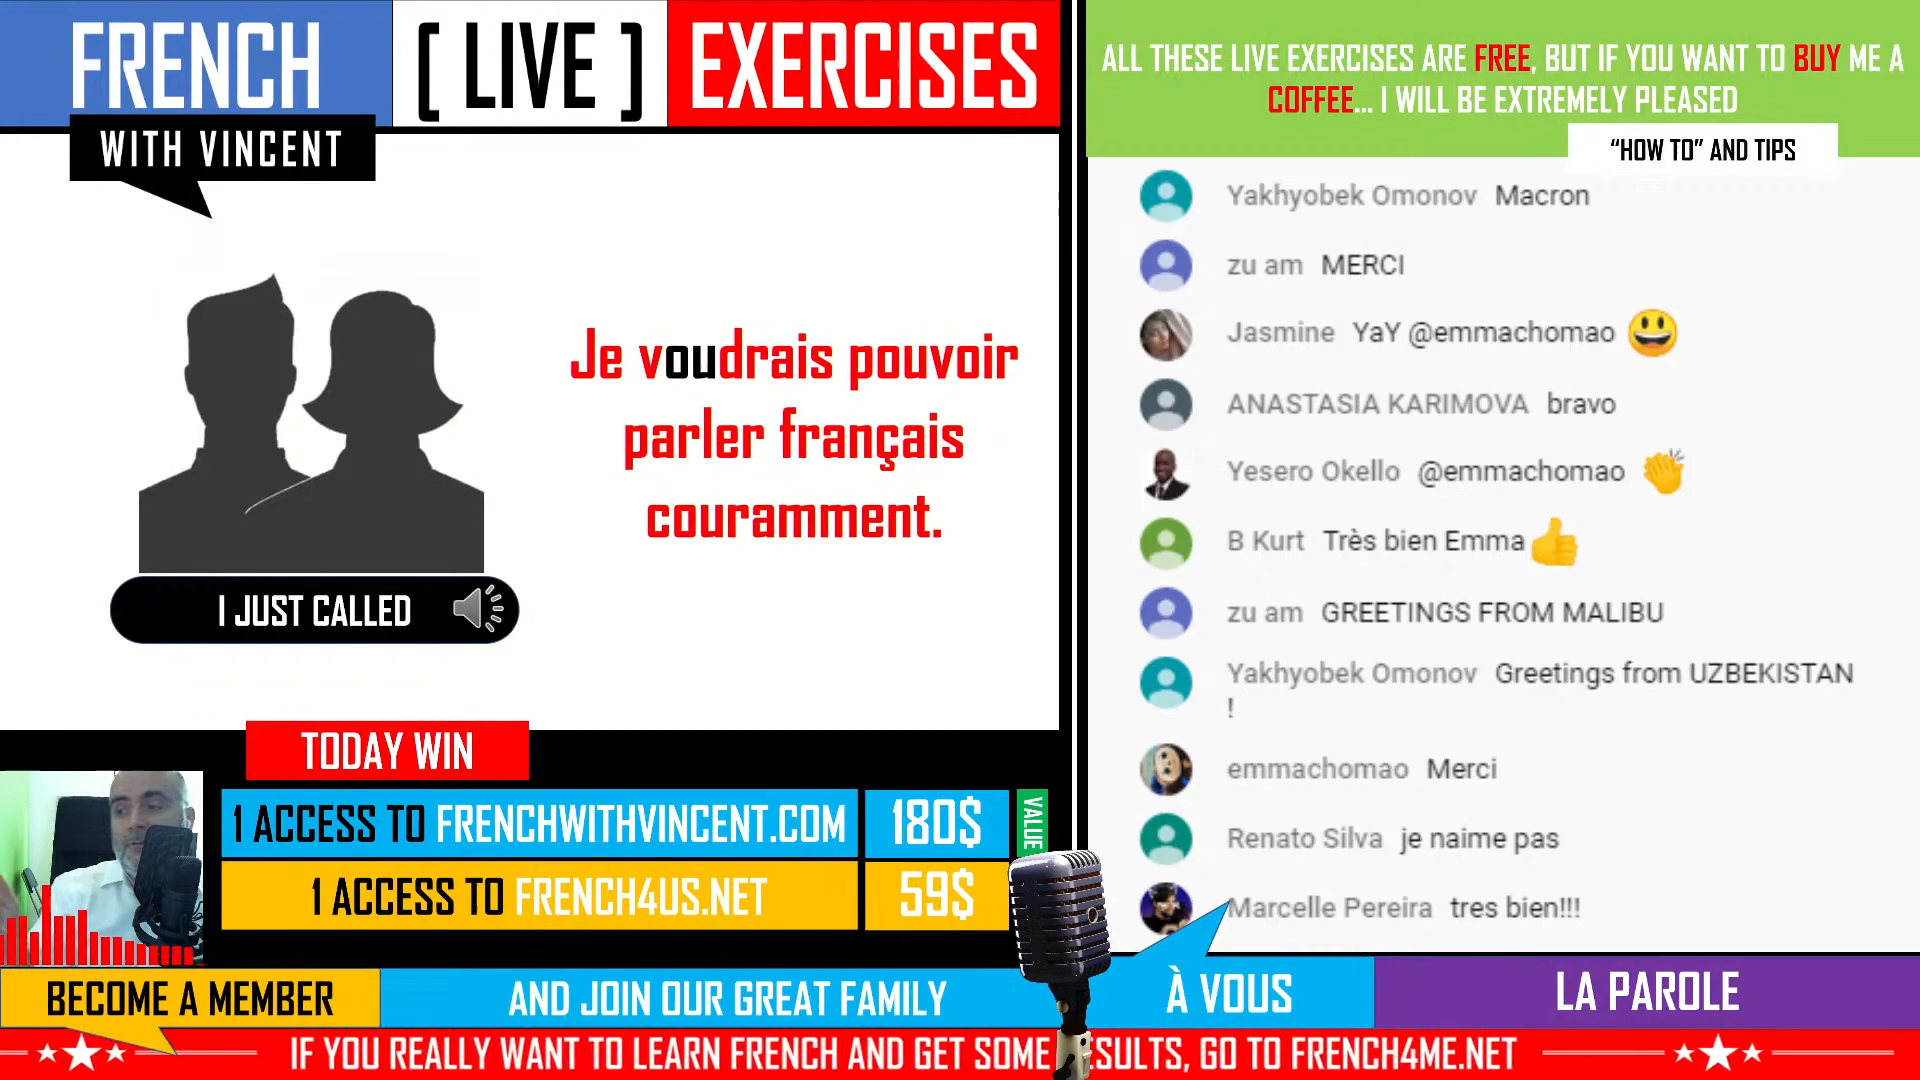 FRENCH [ LIVE ] EXERCISES
WITH VINCENT
Je voudrais pouvoir
parler français
couramment.
I JUST CALLED
TODAY WIN
1 ACCESS TO FRENCHWITHVINCENT.COM 180$
VALUE
1 ACCESS TO FRENCH4US.NET 59$
ALL THESE LIVE EXERCISES ARE FREE, BUT IF YOU WANT TO BUY ME A
COFFEE... I WILL BE EXTREMELY PLEASED
“HOW TO” AND TIPS
Yakhyobek Omonov Macron
zu am MERCI
Jasmine YaY @emmachomao 😃
ANASTASIA KARIMOVA bravo
Yesero Okello @emmachomao 👏
B Kurt Très bien Emma👍
zu am GREETINGS FROM MALIBU
Yakhyobek Omonov Greetings from UZBEKISTAN
!
emmachomao Merci
Renato Silva je naime pas
Marcelle Pereira tres bien!!!
BECOME A MEMBER AND JOIN OUR GREAT FAMILY À VOUS LA PAROLE
IF YOU REALLY WANT TO LEARN FRENCH AND GET SOME ESULTS, GO TO FRENCH4ME.NET